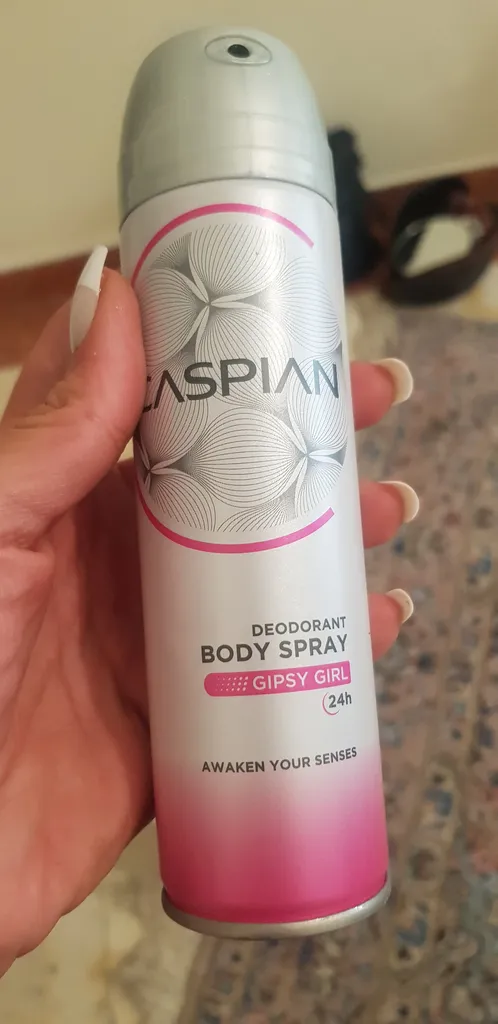 CASPIAN
DEODORANT
BODY SPRAY
GIPSY GIRL
24h
AWAKEN YOUR SENSES